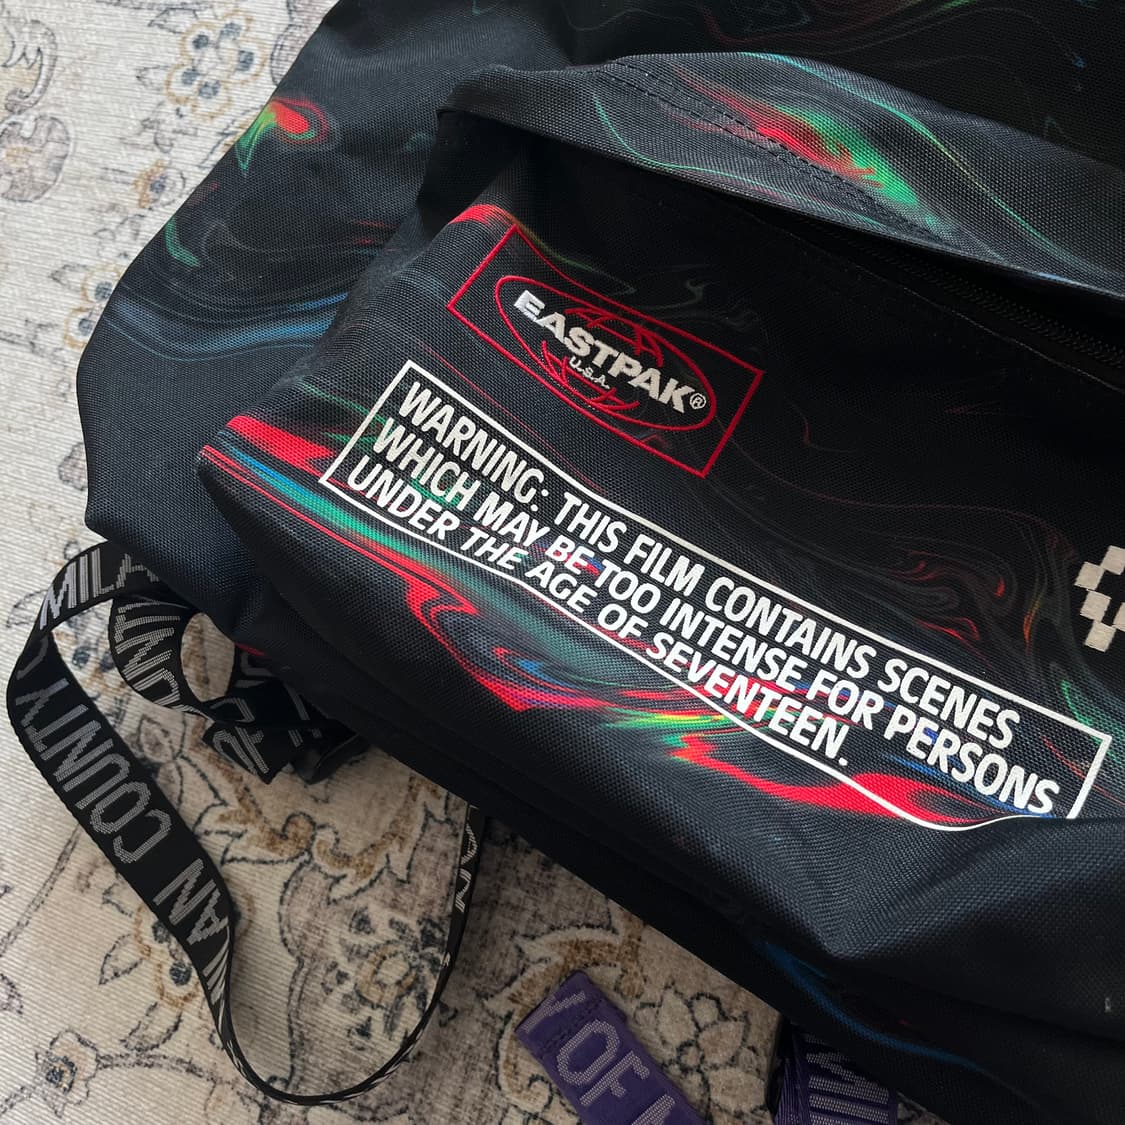 EASTPAK®
U.S.A.
WARNING: THIS FILM CONTAINS SCENES
WHICH MAY BE TOO INTENSE FOR PERSONS
UNDER THE AGE OF SEVENTEEN.
COUNTY
OF